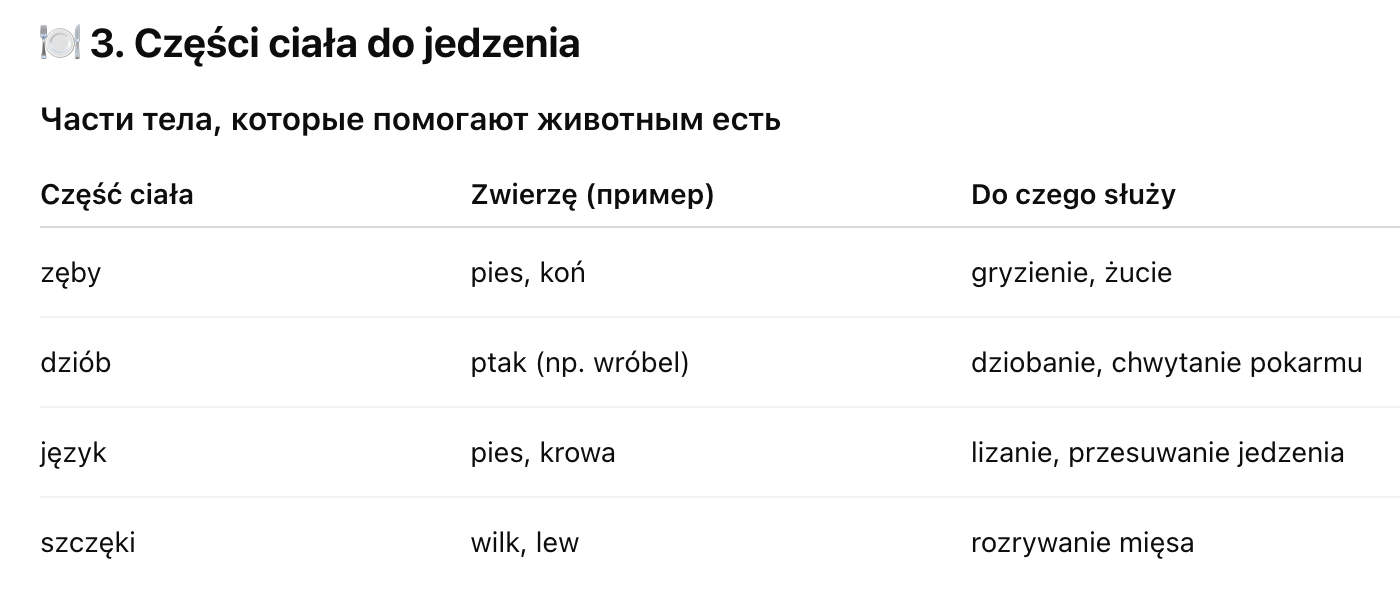 🍽️ 3. Części ciała do jedzenia
Части тела, которые помогают животным есть
Część ciała Zwierzę (пример) Do czego służy
zęby pies, koń gryzienie, żucie
dziób ptak (np. wróbel) dziobanie, chwytanie pokarmu
język pies, krowa lizanie, przesuwanie jedzenia
szczęki wilk, lew rozrywanie mięsa